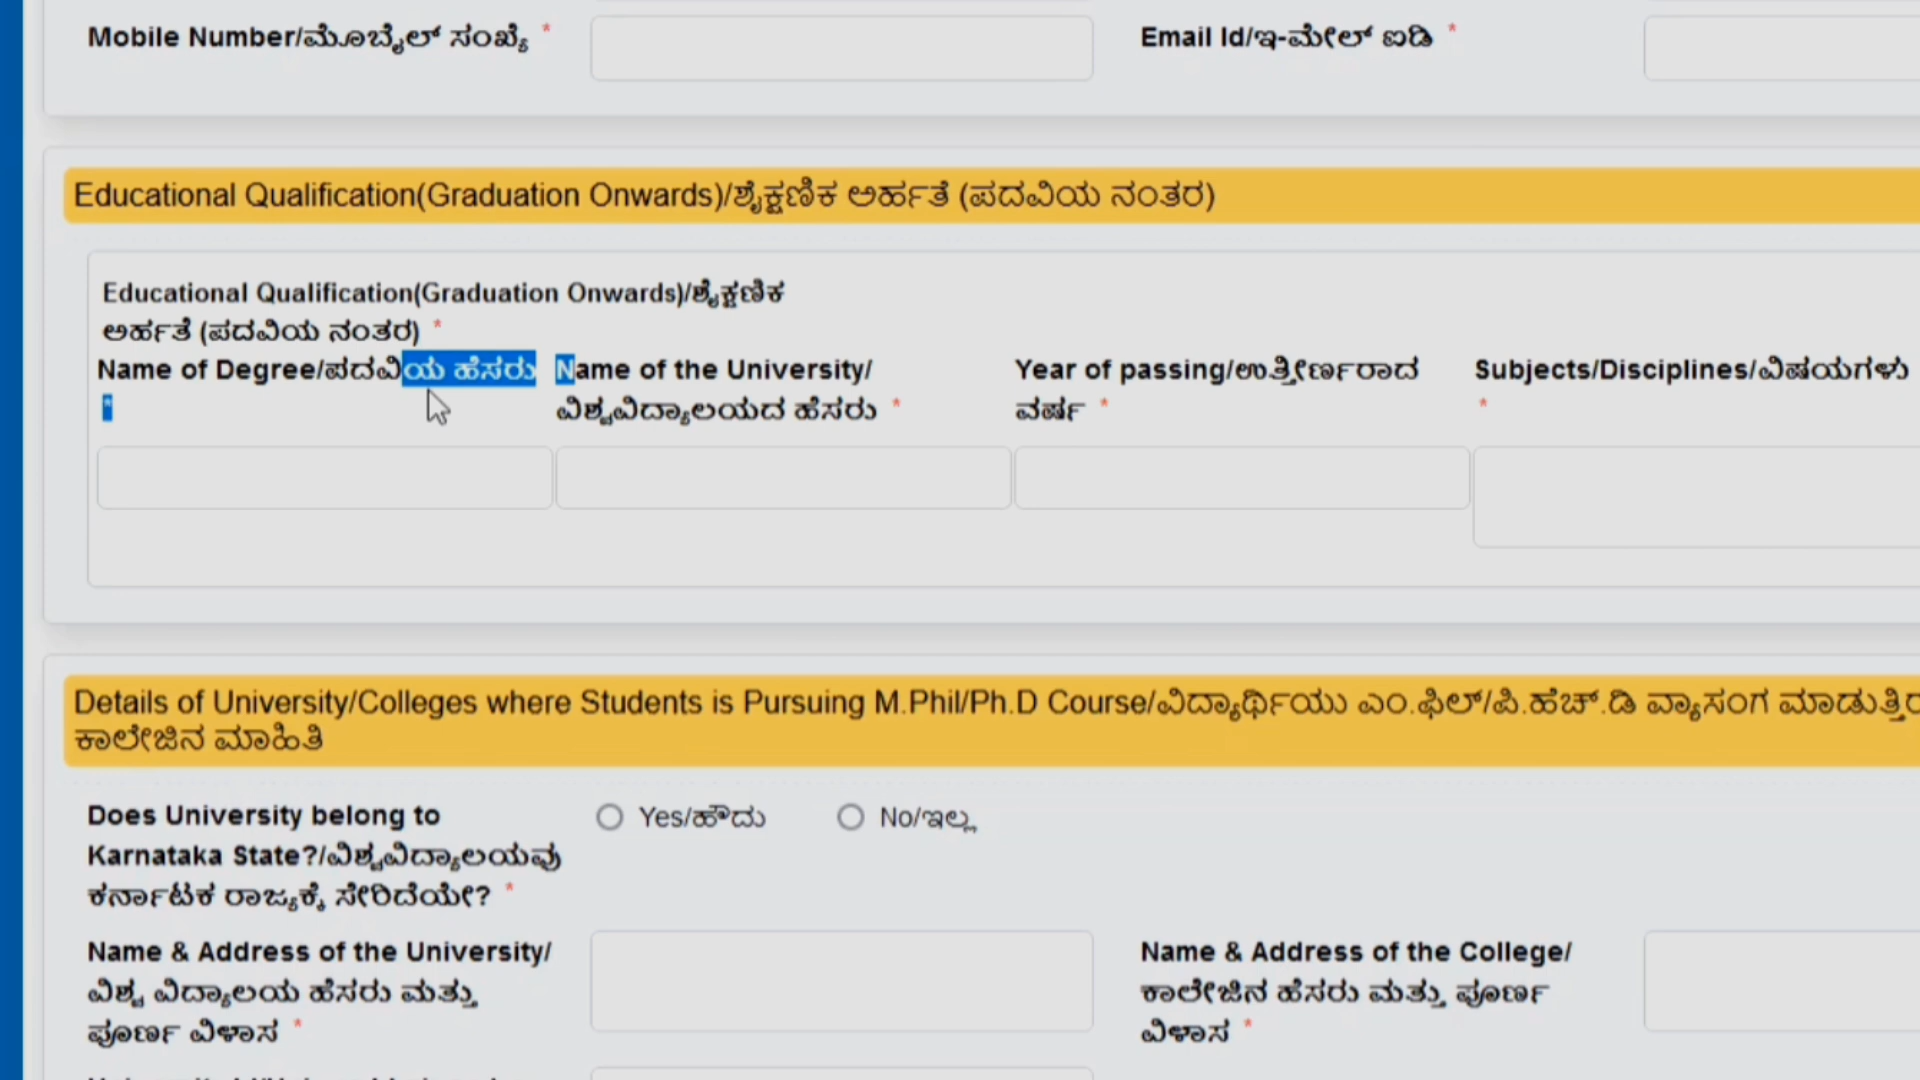 Mobile Number/ಮೊಬೈಲ್ ಸಂಖ್ಯೆ *
Email Id/ಇ-ಮೇಲ್ ಐಡಿ *
Educational Qualification(Graduation Onwards)/ಶೈಕ್ಷಣಿಕ ಅರ್ಹತೆ (ಪದವಿಯ ನಂತರ)
Educational Qualification(Graduation Onwards)/ಶೈಕ್ಷಣಿಕ
ಅರ್ಹತೆ (ಪದವಿಯ ನಂತರ) *
Name of Degree/ಪದವಿಯ ಹೆಸರು
*
Name of the University/
ವಿಶ್ವವಿದ್ಯಾಲಯದ ಹೆಸರು *
Year of passing/ಉತ್ತೀರ್ಣರಾದ
ವರ್ಷ *
Subjects/Disciplines/ವಿಷಯಗಳು
*
Details of University/Colleges where Students is Pursuing M.Phil/Ph.D Course/ವಿದ್ಯಾರ್ಥಿಯು ಎಂ.ಫಿಲ್/ಪಿ.ಹೆಚ್.ಡಿ ವ್ಯಾಸಂಗ
ಕಾಲೇಜಿನ ಮಾಹಿತಿ
Does University belong to
Karnataka State?/ವಿಶ್ವವಿದ್ಯಾಲಯವು
ಕರ್ನಾಟಕ ರಾಜ್ಯಕ್ಕೆ ಸೇರಿದೆಯೇ? *
Yes/ಹೌದು
No/ಇಲ್ಲ
Name & Address of the University/
ವಿಶ್ವ ವಿದ್ಯಾಲಯ ಹೆಸರು ಮತ್ತು
ಪೂರ್ಣ ವಿಳಾಸ *
Name & Address of the College/
ಕಾಲೇಜಿನ ಹೆಸರು ಮತ್ತು ಪೂರ್ಣ
ವಿಳಾಸ *